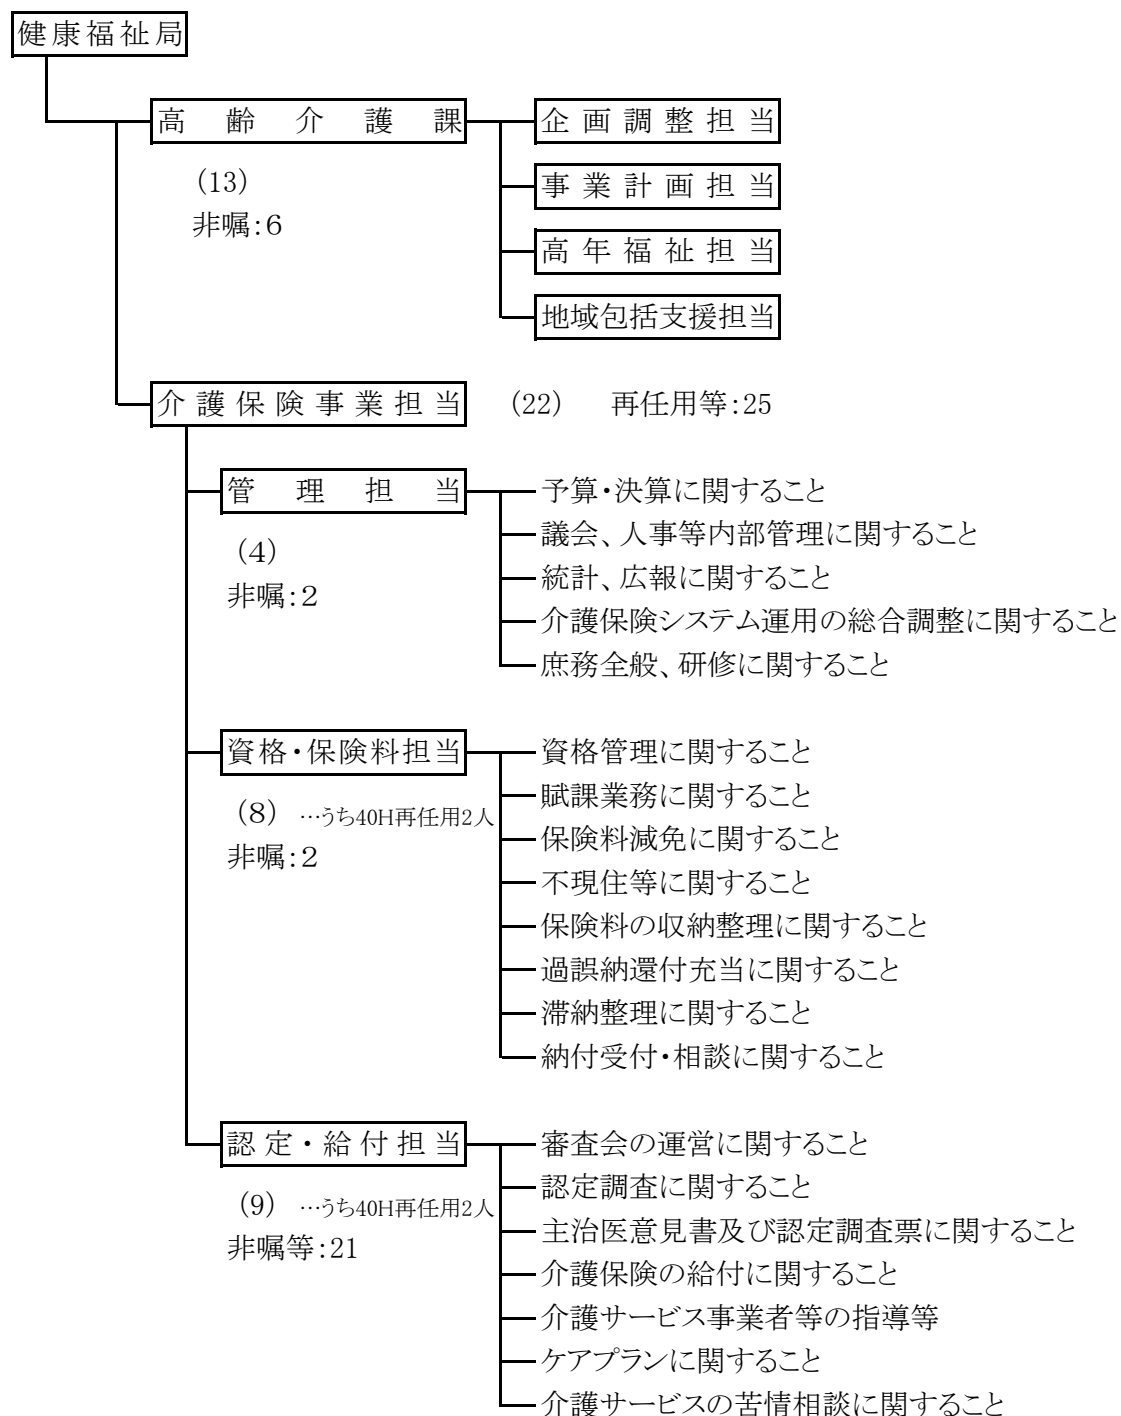 健康福祉局
高齢介護課
(13)
非嘱:6
企画調整担当
事業計画担当
高年福祉担当
地域包括支援担当
介護保険事業担当 (22) 再任用等:25
管理担当
(4)
非嘱:2
予算・決算に関すること
議会、人事等内部管理に関すること
統計、広報に関すること
介護保険システム運用の総合調整に関すること
庶務全般、研修に関すること
資格・保険料担当
(8) …うち40H再任用2人
非嘱:2
資格管理に関すること
賦課業務に関すること
保険料減免に関すること
不現住等に関すること
保険料の収納整理に関すること
過誤納還付充当に関すること
滞納整理に関すること
納付受付・相談に関すること
認定・給付担当
(9) …うち40H再任用2人
非嘱等:21
審査会の運営に関すること
認定調査に関すること
主治医意見書及び認定調査票に関すること
介護保険の給付に関すること
介護サービス事業者等の指導等
ケアプランに関すること
介護サービスの苦情相談に関すること